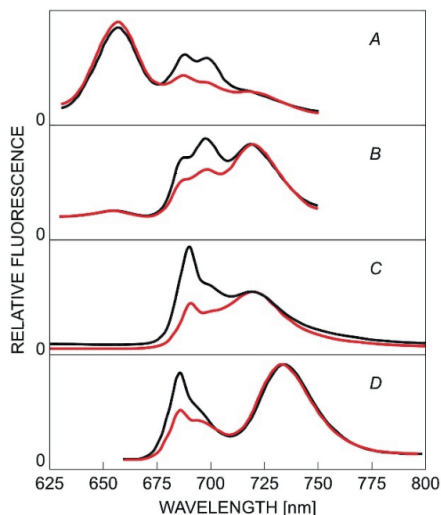 A
0
B
0
C
0
D
0
RELATIVE FLUORESCENCE
625 650 675 700 725 750 775 800
WAVELENGTH [nm]